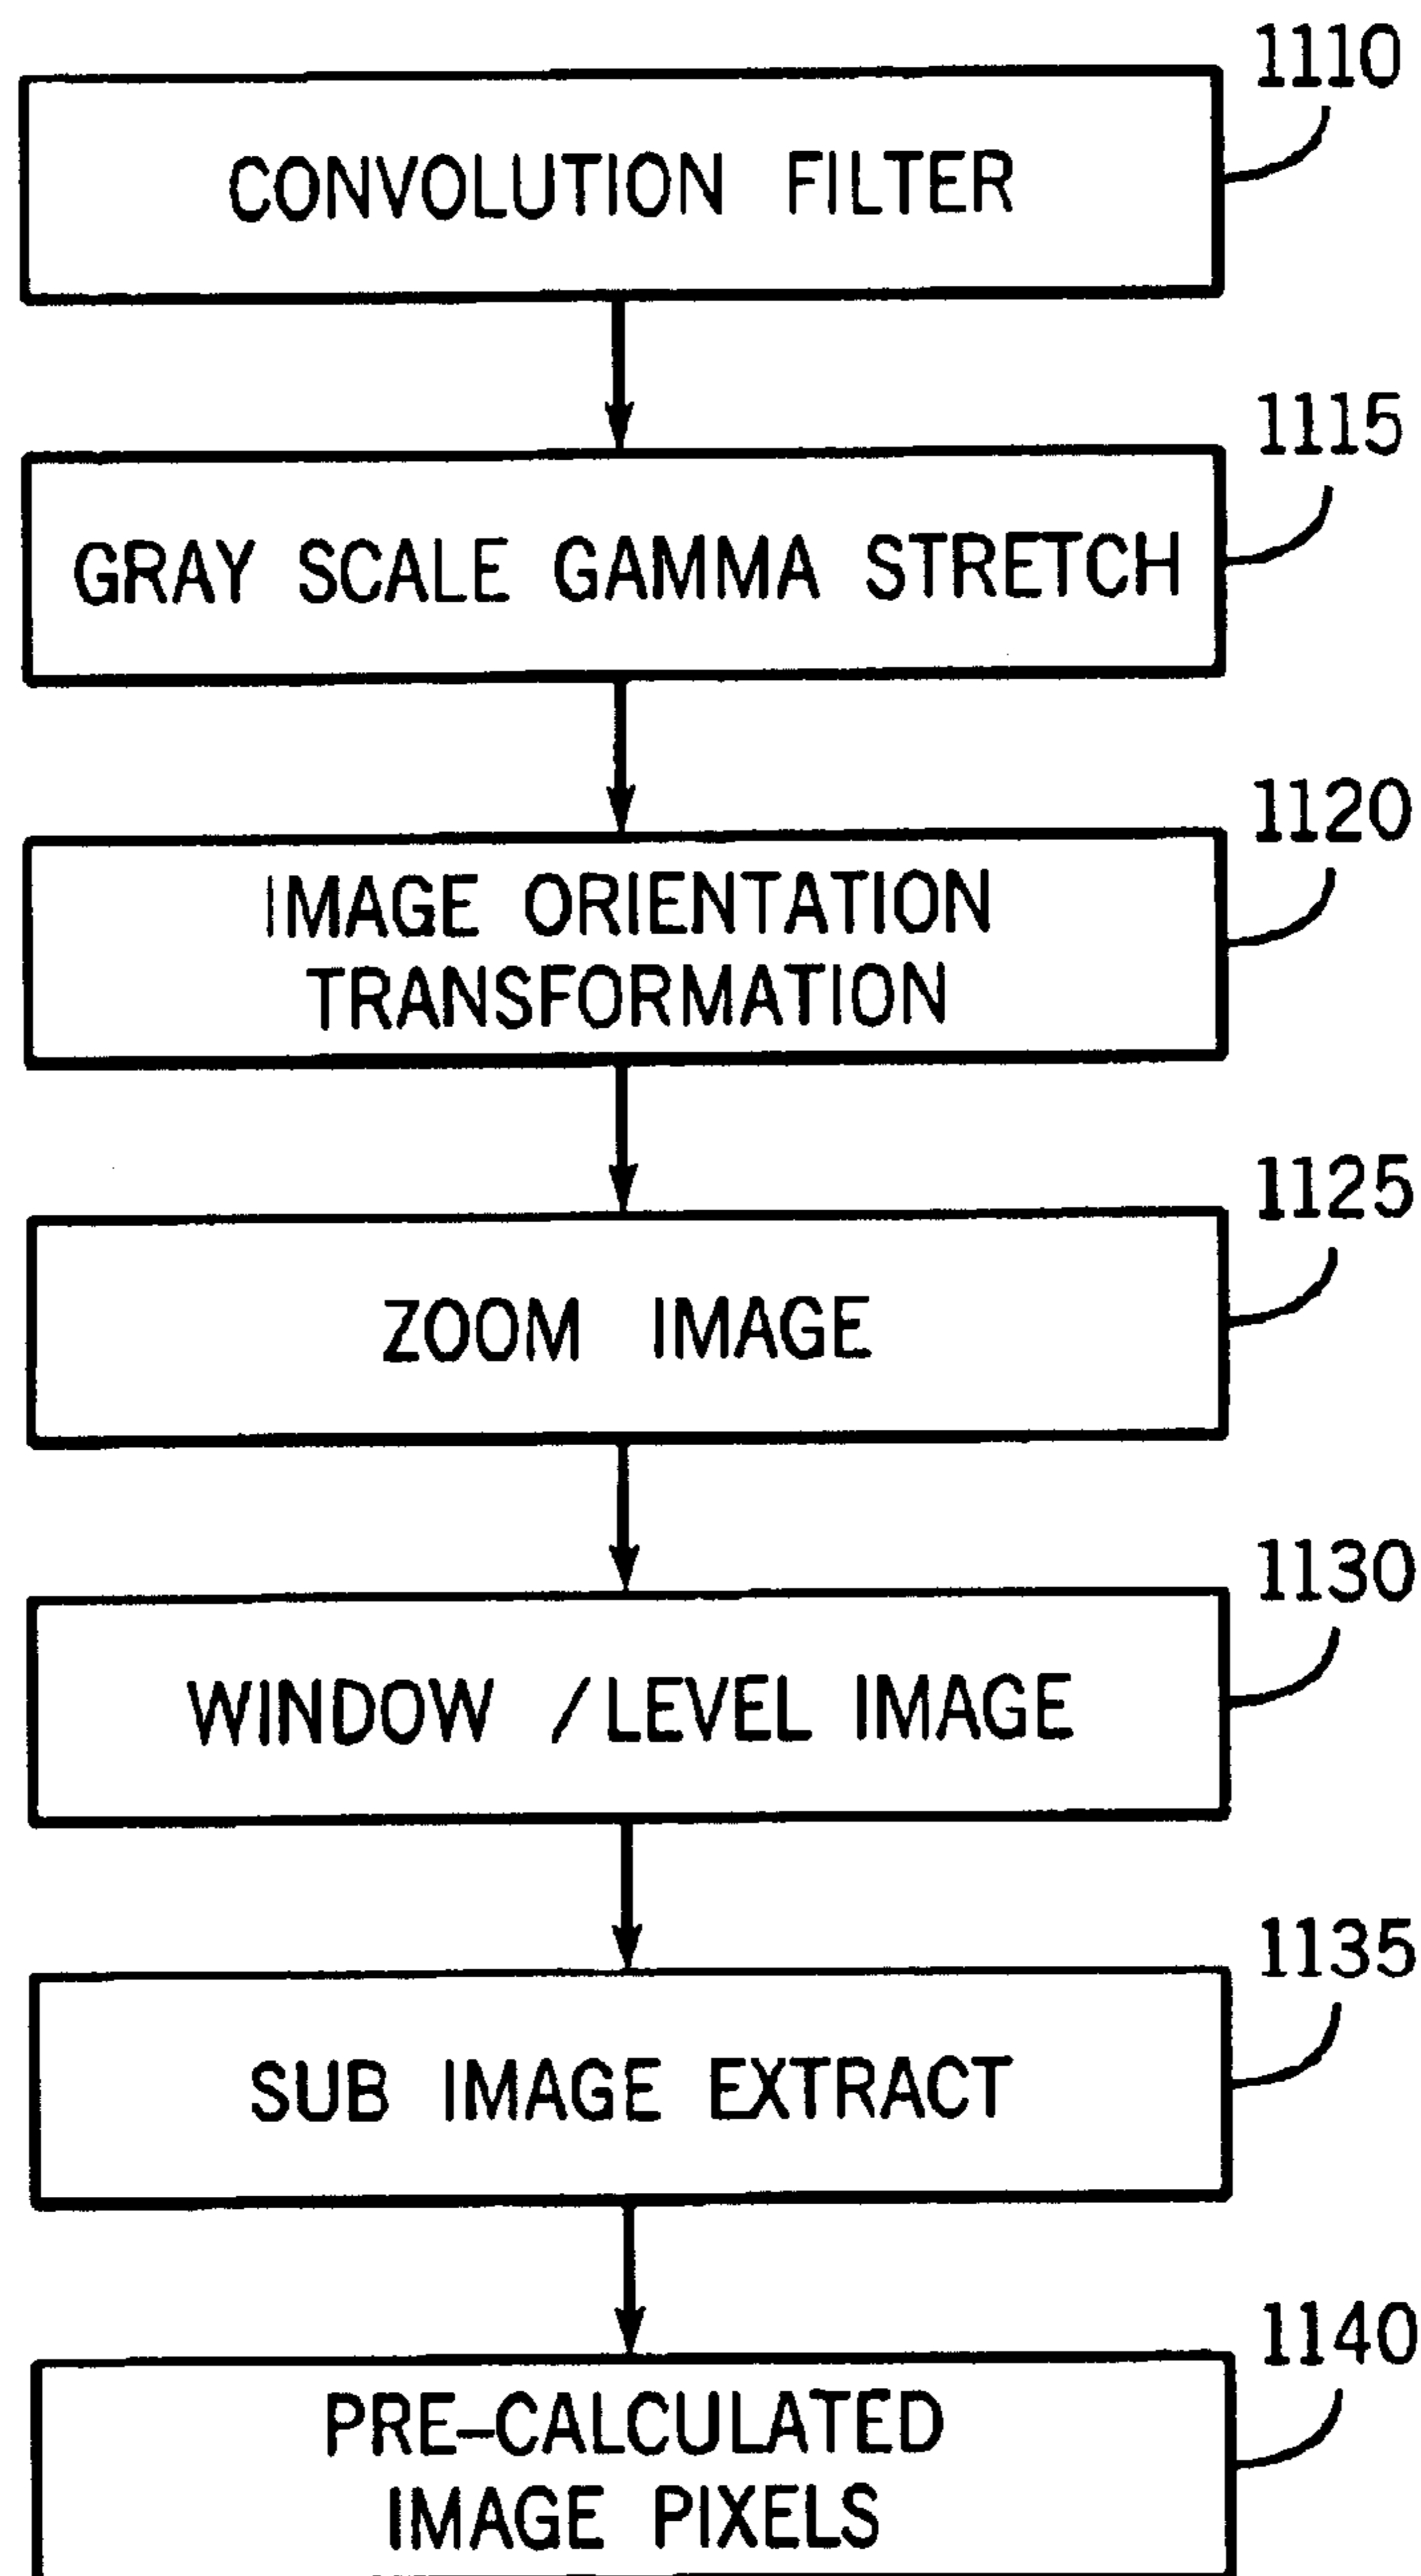 1110
CONVOLUTION FILTER
1115
GRAY SCALE GAMMA STRETCH
1120
IMAGE ORIENTATION
TRANSFORMATION
1125
ZOOM IMAGE
1130
WINDOW /LEVEL IMAGE
1135
SUB IMAGE EXTRACT
1140
PRE-CALCULATED
IMAGE PIXELS